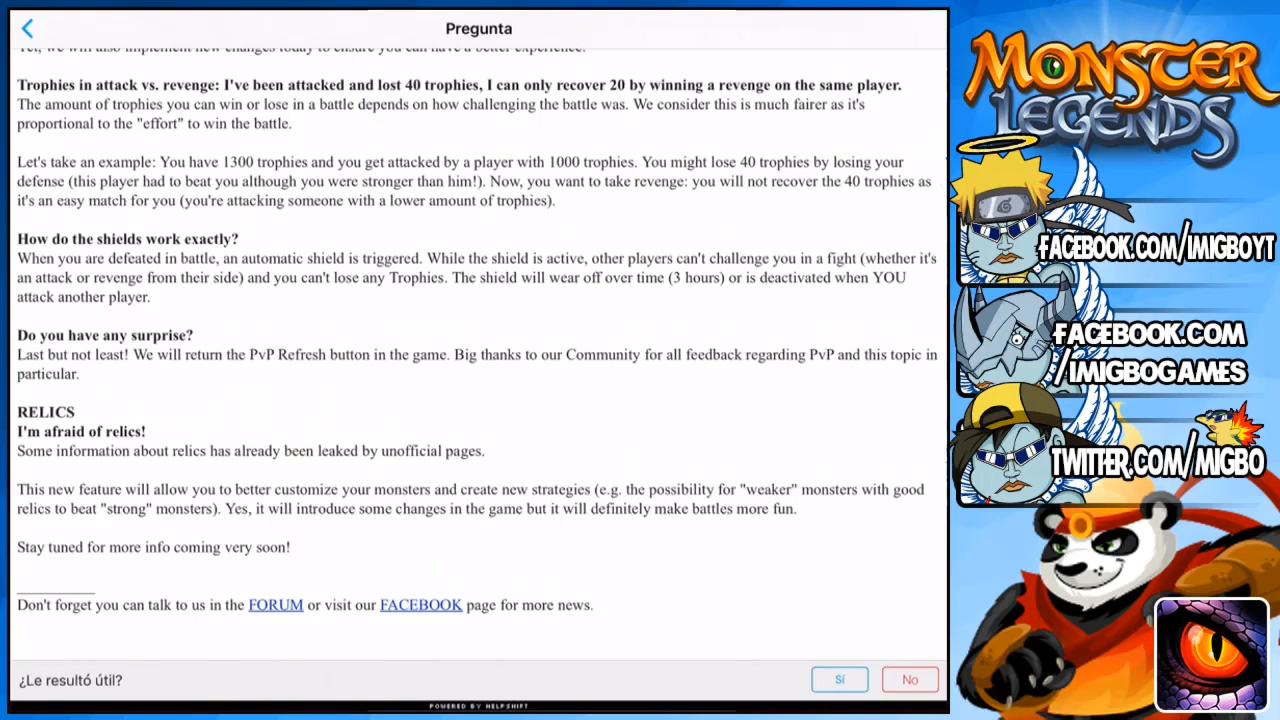 Pregunta
Yet, we will also implement new changes today to ensure you can have a better experience.
Trophies in attack vs. revenge: I've been attacked and lost 40 trophies, I can only recover 20 by winning a revenge on the same player.
The amount of trophies you can win or lose in a battle depends on how challenging the battle was. We consider this is much fairer as it's
proportional to the "effort" to win the battle.
Let's take an example: You have 1300 trophies and you get attacked by a player with 1000 trophies. You might lose 40 trophies by losing your
defense (this player had to beat you although you were stronger than him!). Now, you want to take revenge: you will not recover the 40 trophies as
it's an easy match for you (you're attacking someone with a lower amount of trophies).
How do the shields work exactly?
When you are defeated in battle, an automatic shield is triggered. While the shield is active, other players can't challenge you in a fight (whether it's
an attack or revenge from their side) and you can't lose any Trophies. The shield will wear off over time (3 hours) or is deactivated when YOU
attack another player.
Do you have any surprise?
Last but not least! We will return the PvP Refresh button in the game. Big thanks to our Community for all feedback regarding PvP and this topic in
particular.
RELICS
I'm afraid of relics!
Some information about relics has already been leaked by unofficial pages.
This new feature will allow you to better customize your monsters and create new strategies (e.g. the possibility for "weaker" monsters with good
relics to beat "strong" monsters). Yes, it will introduce some changes in the game but it will definitely make battles more fun.
Stay tuned for more info coming very soon!
Don't forget you can talk to us in the FORUM or visit our FACEBOOK page for more news.
¿Le resultó útil?
Sí
No
POWERED BY HELPSHIFT
MONSTER
LEGENDS
FACEBOOK.COM/IMIGBOYT
FACEBOOK.COM
/IMIGBOGAMES
TWITTER.COM/MIGBO